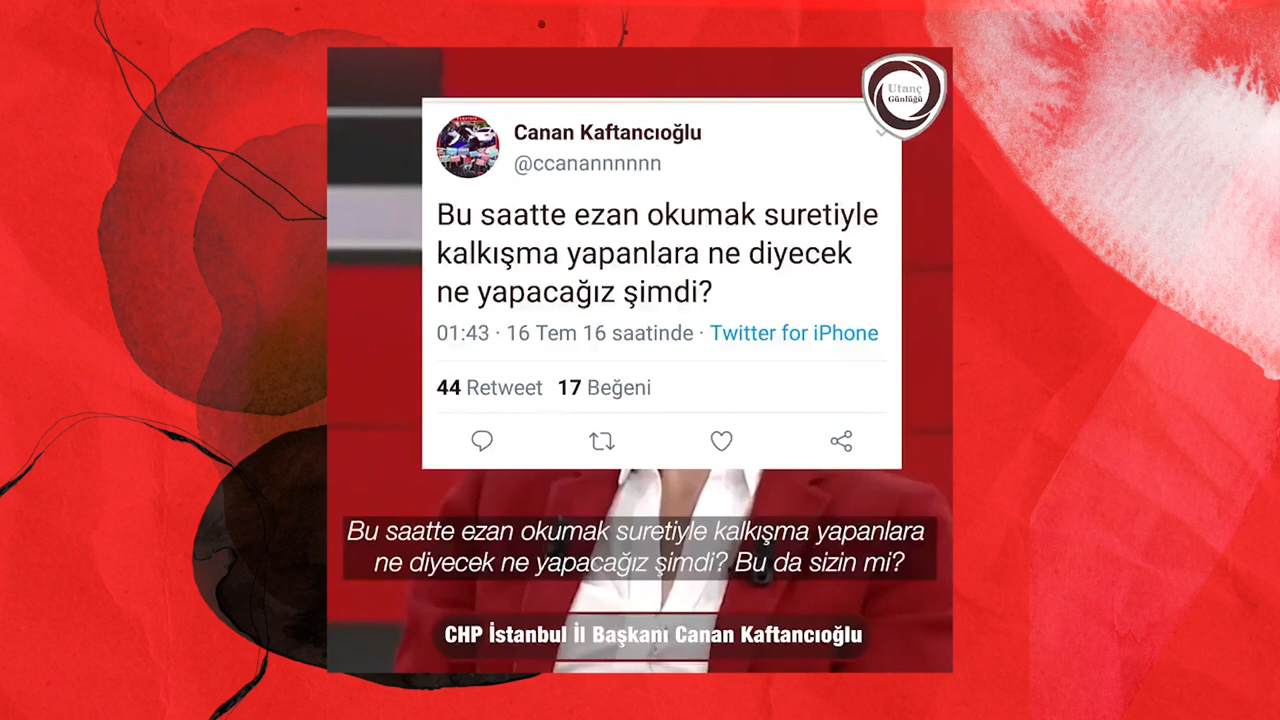 Utanç
Günlüğü
Canan Kaftancıoğlu
@ccanannnnnn
Bu saatte ezan okumak suretiyle
kalkışma yapanlara ne diyecek
ne yapacağız şimdi?
01:43 · 16 Tem 16 saatinde · Twitter for iPhone
44 Retweet 17 Beğeni
Bu saatte ezan okumak suretiyle kalkışma yapanlara
ne diyecek ne yapacağız şimdi? Bu da sizin mi?
CHP İstanbul İl Başkanı Canan Kaftancıoğlu